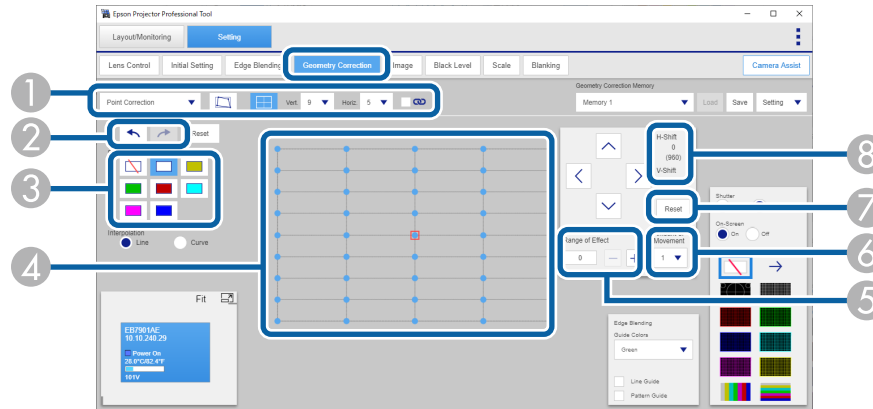 Epson Projector Professional Tool
Layout/Monitoring Setting
Lens Control Initial Setting Edge Blending Geometry Correction Image Black Level Scale Blanking Camera Assist
Geometry Correction Memory
Point Correction Vert. 9 Horiz. 5 Memory 1 Load Save Setting
Reset
H-Shift
0
(960)
V-Shift
Reset
Shutter
On-Screen
On Off
Interpolation
Line Curve
Range of Effect
0
Movement
1
Fit
EB7901AE
10.10.240.29
Power On
28.0°C/82.4°F
101V
Edge Blending
Guide Colors
Green
Line Guide
Pattern Guide
1
2
3
4
5
6
7
8